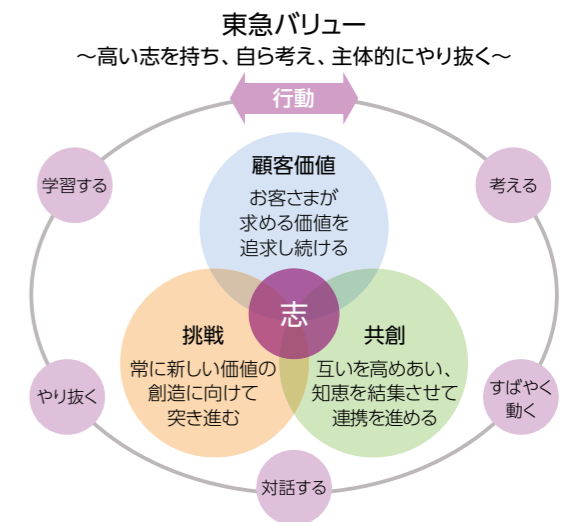 東急バリュー
～高い志を持ち、自ら考え、主体的にやり抜く～
行動
顧客価値
お客さまが
求める価値を
追求し続ける
学習する
考える
志
挑戦
常に新しい価値の
創造に向けて
突き進む
共創
互いを高めあい、
知恵を結集させて
連携を進める
やり抜く
すばやく
動く
対話する